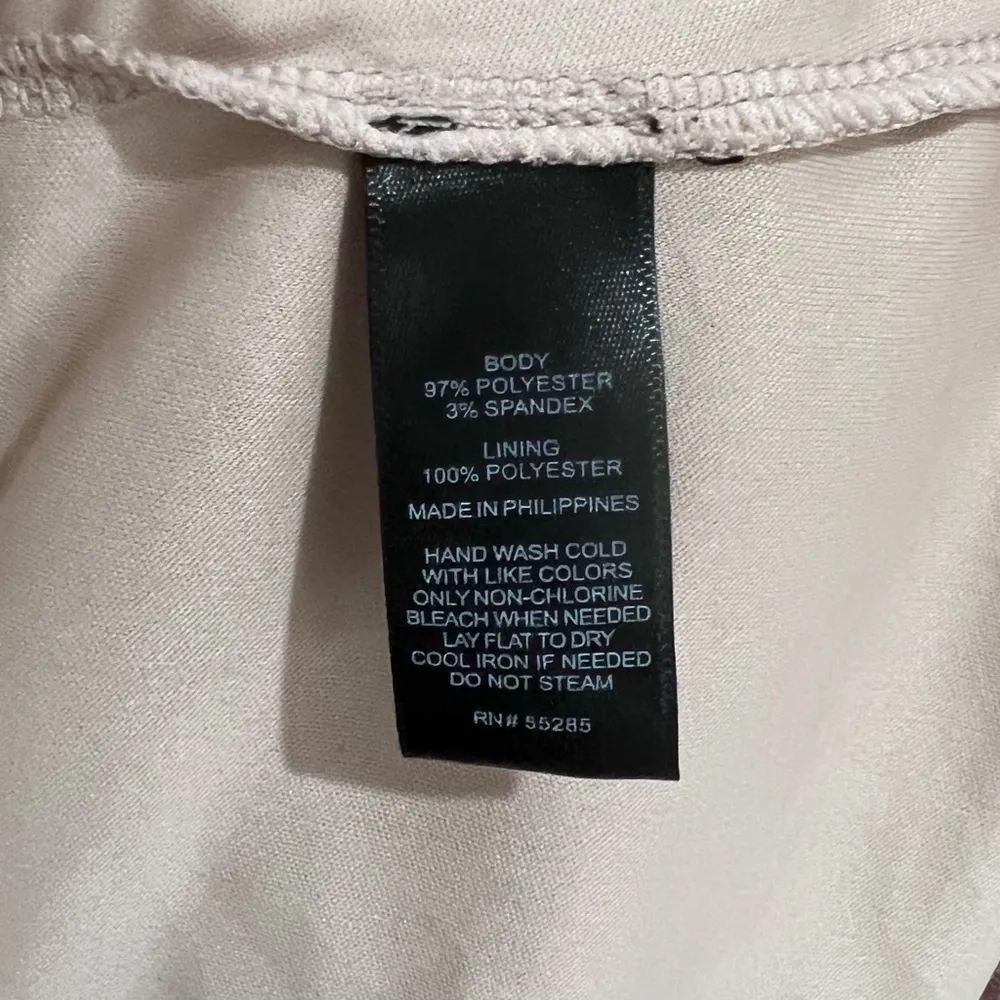 BODY
97% POLYESTER
3% SPANDEX
LINING
100% POLYESTER
MADE IN PHILIPPINES
HAND WASH COLD
WITH LIKE COLORS
ONLY NON-CHLORINE
BLEACH WHEN NEEDED
LAY FLAT TO DRY
COOL IRON IF NEEDED
DO NOT STEAM
RN# 55285